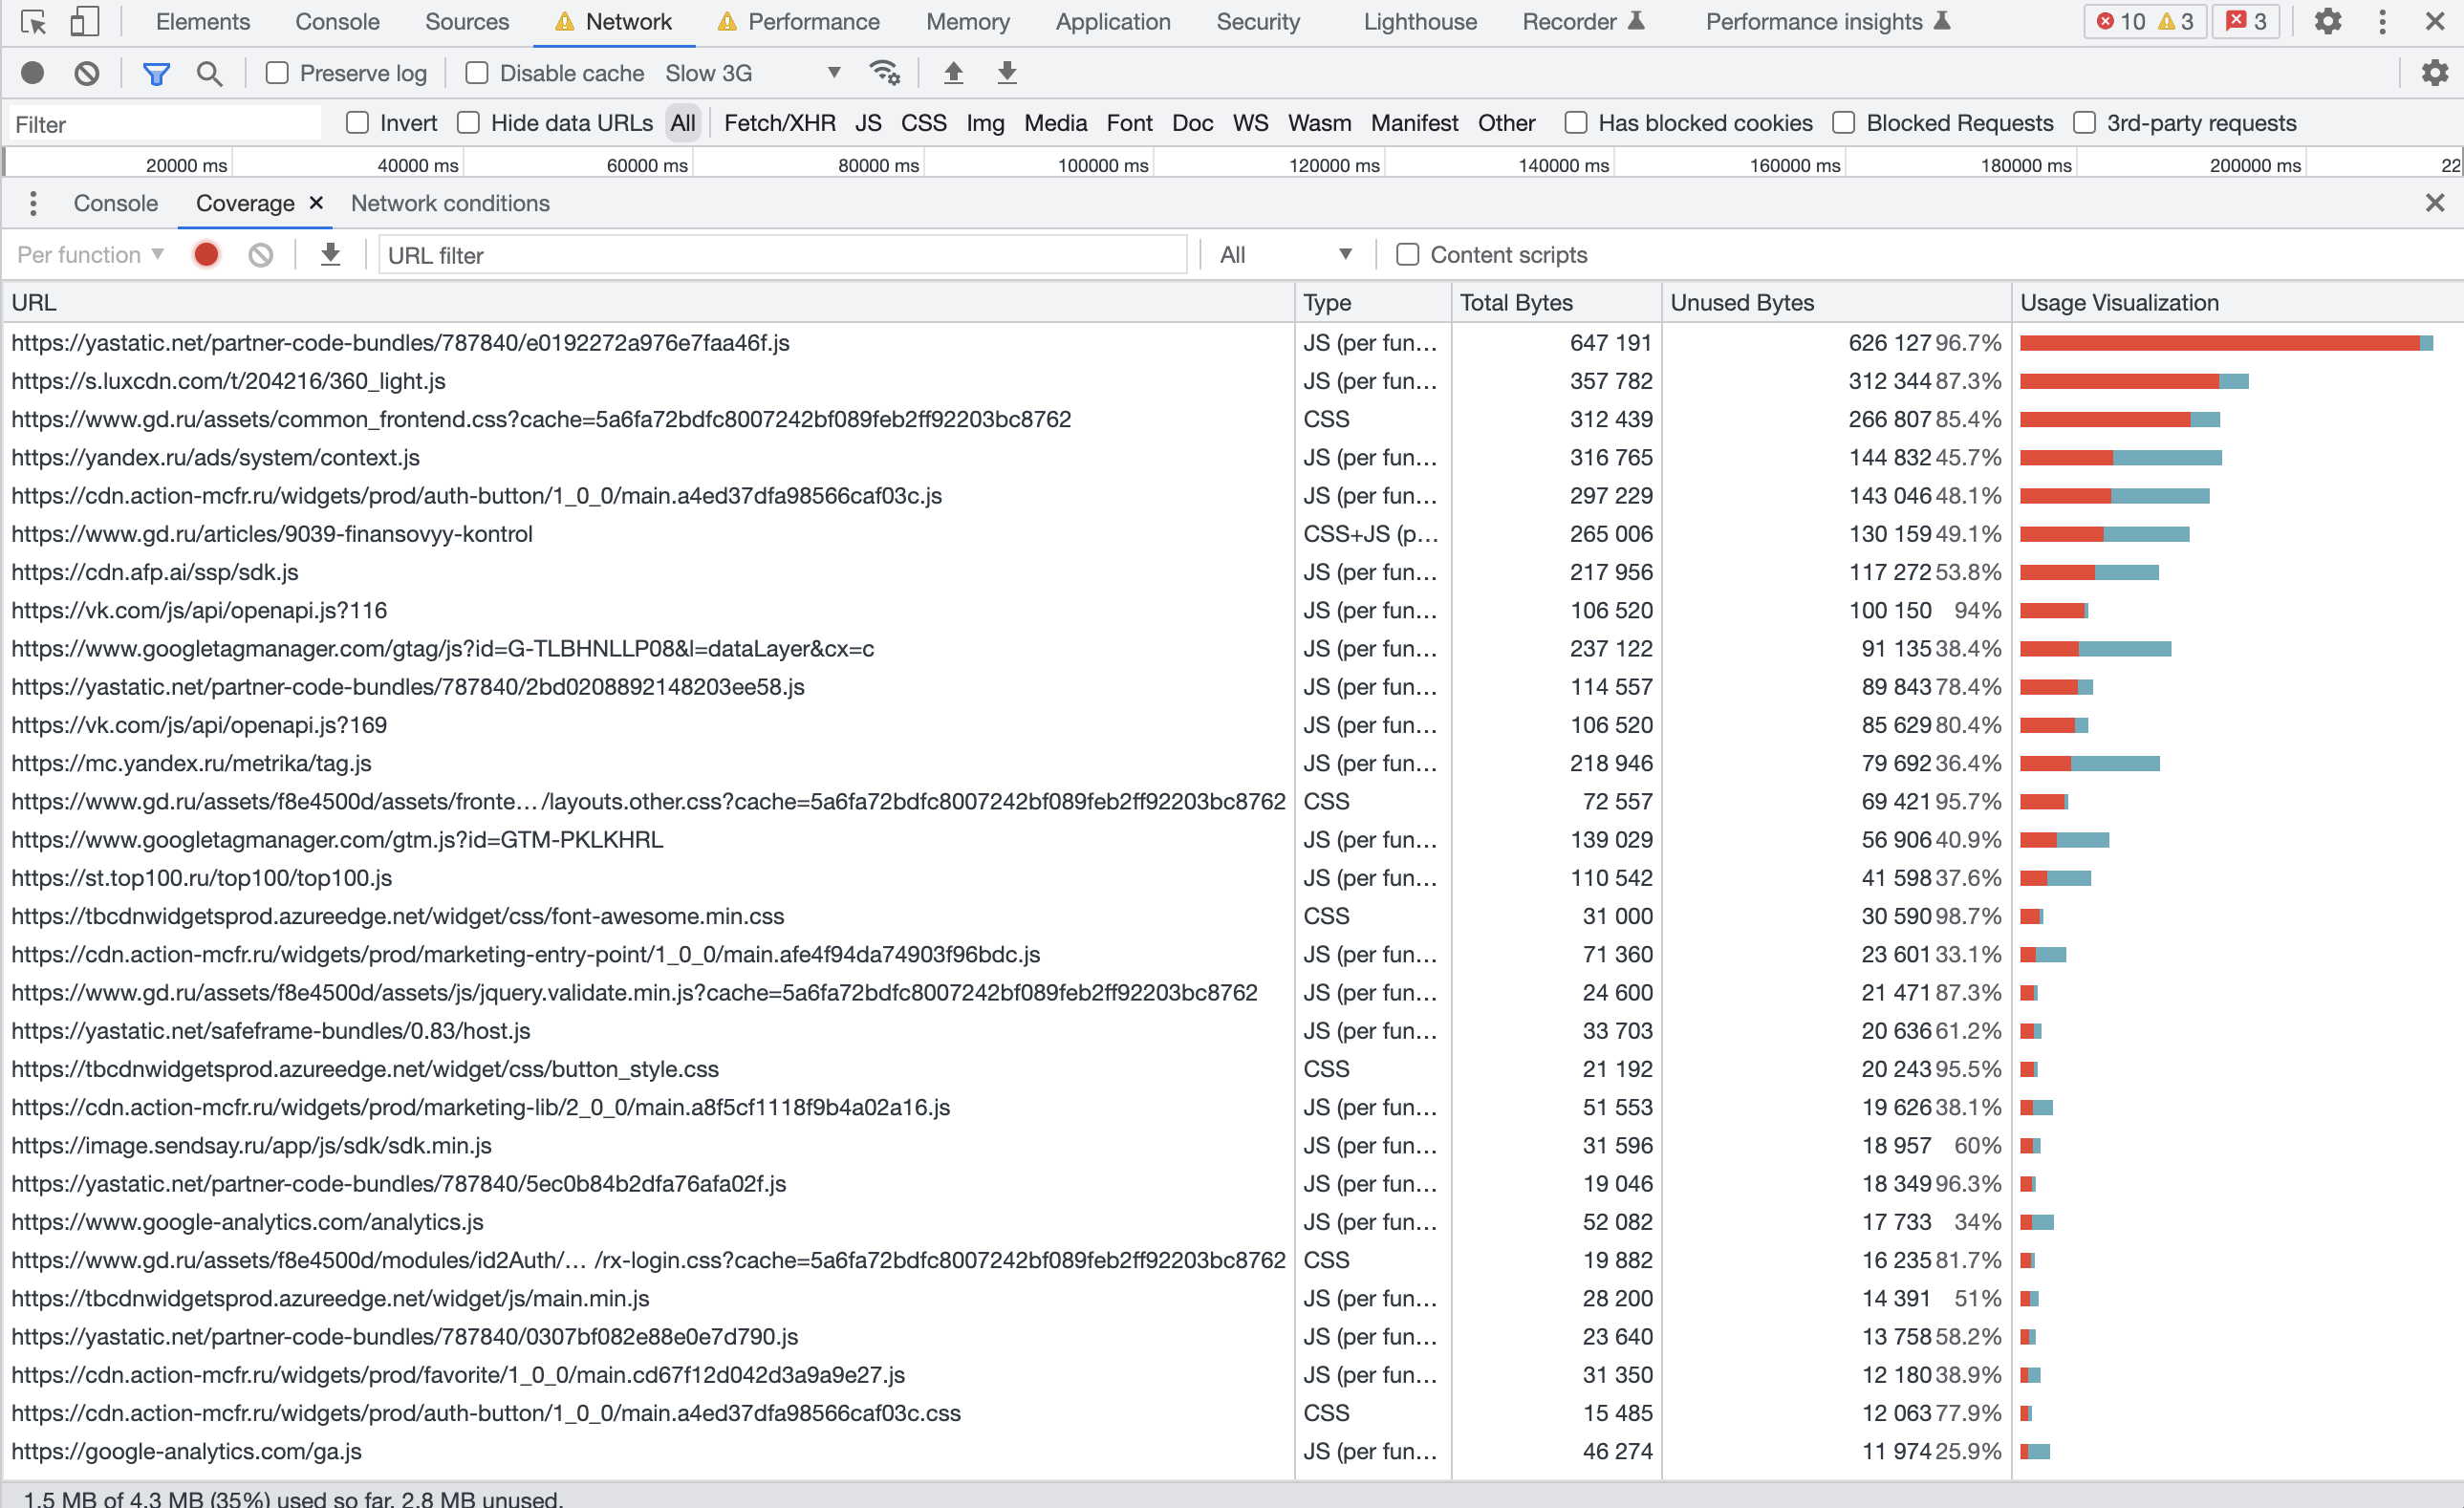 Elements Console Sources Network Performance Memory Application Security Lighthouse Recorder Performance insights 10 3 3
Preserve log Disable cache Slow 3G
Filter Invert Hide data URLs All Fetch/XHR JS CSS Img Media Font Doc WS Wasm Manifest Other Has blocked cookies Blocked Requests 3rd-party requests
20000 ms 40000 ms 60000 ms 80000 ms 100000 ms 120000 ms 140000 ms 160000 ms 180000 ms 200000 ms 22
Console Coverage × Network conditions
Per function URL filter All Content scripts
URL Type Total Bytes Unused Bytes Usage Visualization
https://yastatic.net/partner-code-bundles/787840/e0192272a976e7faa46f.js JS (per fun… 647 191 626 127 96.7%
https://s.luxcdn.com/t/204216/360_light.js JS (per fun… 357 782 312 344 87.3%
https://www.gd.ru/assets/common_frontend.css?cache=5a6fa72bdfc8007242bf089feb2ff92203bc8762 CSS 312 439 266 807 85.4%
https://yandex.ru/ads/system/context.js JS (per fun… 316 765 144 832 45.7%
https://cdn.action-mcfr.ru/widgets/prod/auth-button/1_0_0/main.a4ed37dfa98566caf03c.js JS (per fun… 297 229 143 046 48.1%
https://www.gd.ru/articles/9039-finansovyy-kontrol CSS+JS (p… 265 006 130 159 49.1%
https://cdn.afp.ai/ssp/sdk.js JS (per fun… 217 956 117 272 53.8%
https://vk.com/js/api/openapi.js?116 JS (per fun… 106 520 100 150 94%
https://www.googletagmanager.com/gtag/js?id=G-TLBHNLLP08&l=dataLayer&cx=c JS (per fun… 237 122 91 135 38.4%
https://yastatic.net/partner-code-bundles/787840/2bd0208892148203ee58.js JS (per fun… 114 557 89 843 78.4%
https://vk.com/js/api/openapi.js?169 JS (per fun… 106 520 85 629 80.4%
https://mc.yandex.ru/metrika/tag.js JS (per fun… 218 946 79 692 36.4%
https://www.gd.ru/assets/f8e4500d/assets/fronte… /layouts.other.css?cache=5a6fa72bdfc8007242bf089feb2ff92203bc8762 CSS 72 557 69 421 95.7%
https://www.googletagmanager.com/gtm.js?id=GTM-PKLKHRL JS (per fun… 139 029 56 906 40.9%
https://st.top100.ru/top100/top100.js JS (per fun… 110 542 41 598 37.6%
https://tbcdnwidgetsprod.azureedge.net/widget/css/font-awesome.min.css CSS 31 000 30 590 98.7%
https://cdn.action-mcfr.ru/widgets/prod/marketing-entry-point/1_0_0/main.afe4f94da74903f96bdc.js JS (per fun… 71 360 23 601 33.1%
https://www.gd.ru/assets/f8e4500d/assets/js/jquery.validate.min.js?cache=5a6fa72bdfc8007242bf089feb2ff92203bc8762 JS (per fun… 24 600 21 471 87.3%
https://yastatic.net/safeframe-bundles/0.83/host.js JS (per fun… 33 703 20 636 61.2%
https://tbcdnwidgetsprod.azureedge.net/widget/css/button_style.css CSS 21 192 20 243 95.5%
https://cdn.action-mcfr.ru/widgets/prod/marketing-lib/2_0_0/main.a8f5cf1118f9b4a02a16.js JS (per fun… 51 553 19 626 38.1%
https://image.sendsay.ru/app/js/sdk/sdk.min.js JS (per fun… 31 596 18 957 60%
https://yastatic.net/partner-code-bundles/787840/5ec0b84b2dfa76afa02f.js JS (per fun… 19 046 18 349 96.3%
https://www.google-analytics.com/analytics.js JS (per fun… 52 082 17 733 34%
https://www.gd.ru/assets/f8e4500d/modules/id2Auth/… /rx-login.css?cache=5a6fa72bdfc8007242bf089feb2ff92203bc8762 CSS 19 882 16 235 81.7%
https://tbcdnwidgetsprod.azureedge.net/widget/js/main.min.js JS (per fun… 28 200 14 391 51%
https://yastatic.net/partner-code-bundles/787840/0307bf082e88e0e7d790.js JS (per fun… 23 640 13 758 58.2%
https://cdn.action-mcfr.ru/widgets/prod/favorite/1_0_0/main.cd67f12d042d3a9a9e27.js JS (per fun… 31 350 12 180 38.9%
https://cdn.action-mcfr.ru/widgets/prod/auth-button/1_0_0/main.a4ed37dfa98566caf03c.css CSS 15 485 12 063 77.9%
https://google-analytics.com/ga.js JS (per fun… 46 274 11 974 25.9%
1.5 MB of 4.3 MB (35%) used so far, 2.8 MB unused.